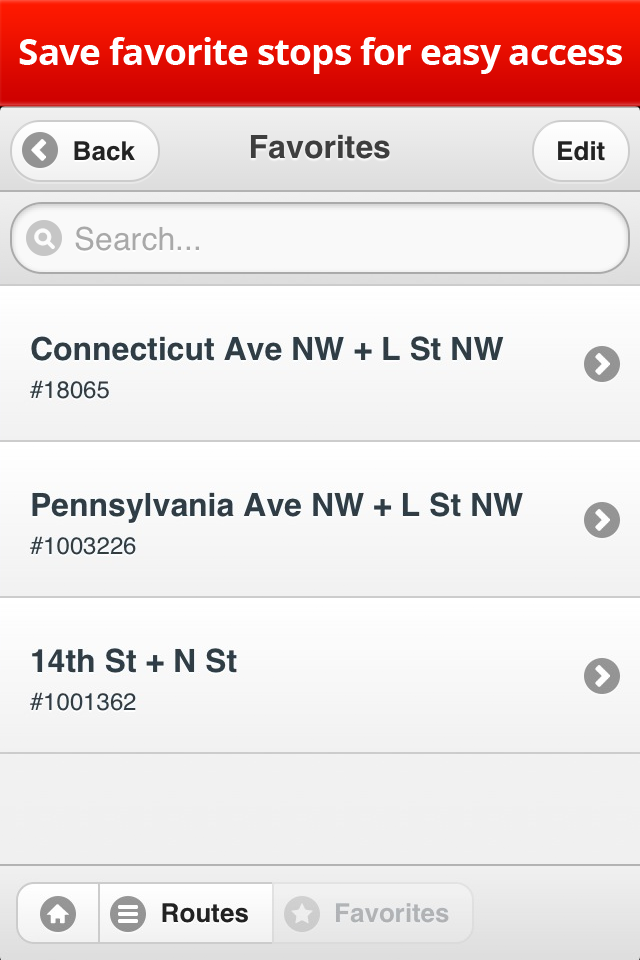 Save favorite stops for easy access
Back
Favorites
Edit
Search...
Connecticut Ave NW + L St NW
#18065
Pennsylvania Ave NW + L St NW
#1003226
14th St + N St
#1001362
Routes
Favorites